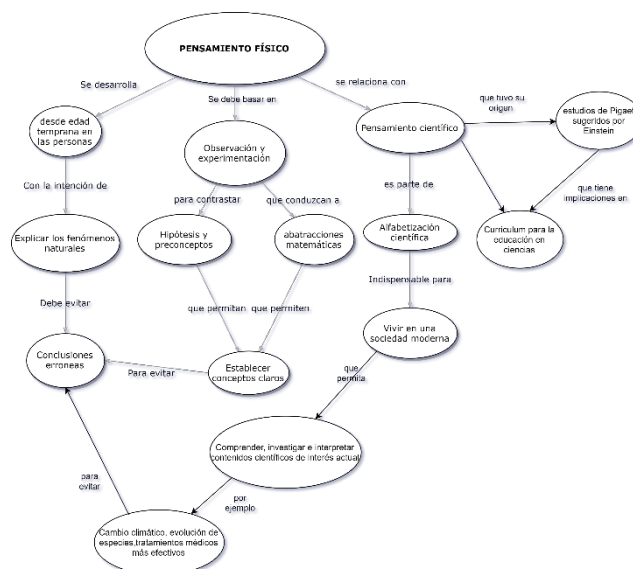 PENSAMIENTO FÍSICO
Se desarrolla
Se debe basar en
se relaciona con
desde edad
temprana en
las personas
Observación y
experimentación
Pensamiento científico
que tuvo su
origen
estudios de Pigaet
sugeridos por
Einstein
Con la intención de
para contrastar
que conduzcan a
es parte de
que tiene
implicaciones en
Explicar los fenómenos
naturales
Hipótesis y
preconceptos
abatracciones
matemáticas
Alfabetización
científica
Curriculum para la
educación en
ciencias
Debe evitar
que permitan
que permiten
Indispensable para
Conclusiones
erroneas
Para evitar
Establecer
conceptos claros
Vivir en una
sociedad moderna
que
permita
Comprender, investigar e interpretar
contenidos científicos de interés actual
para
evitar
por
ejemplo
Cambio climático, evolución de
especies,tratamientos médicos
más efectivos